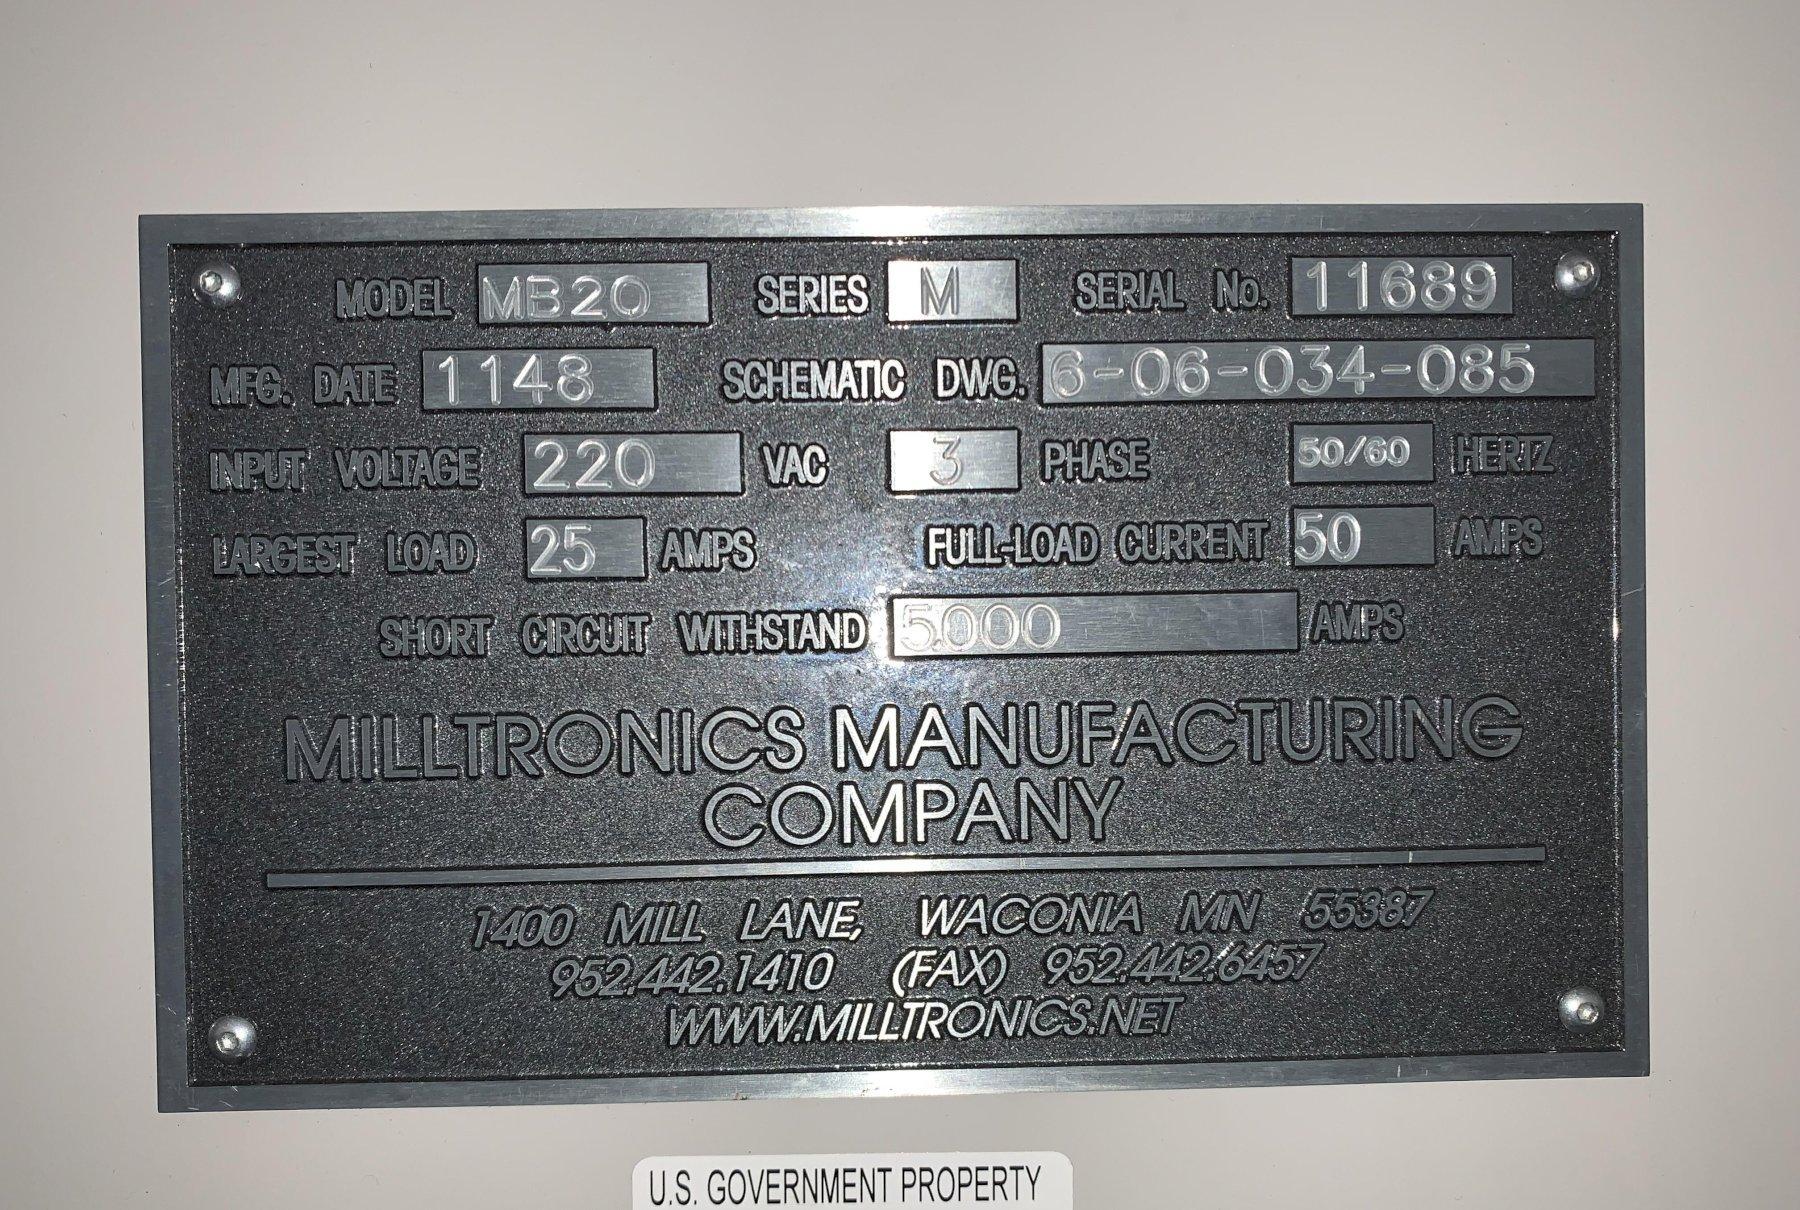 MODEL MB20 SERIES M SERIAL No. 11689
MFG. DATE 1148 SCHEMATIC DWG. 6-06-034-085
INPUT VOLTAGE 220 VAC 3 PHASE 50/60 HERTZ
LARGEST LOAD 25 AMPS FULL-LOAD CURRENT 50 AMPS
SHORT CIRCUIT WITHSTAND 5,000 AMPS
MILLTRONICS MANUFACTURING
COMPANY
1400 MILL LANE, WACONIA MN 55387
952.442.1410 (FAX) 952.442.6457
WWW.MILLTRONICS.NET
U.S. GOVERNMENT PROPERTY